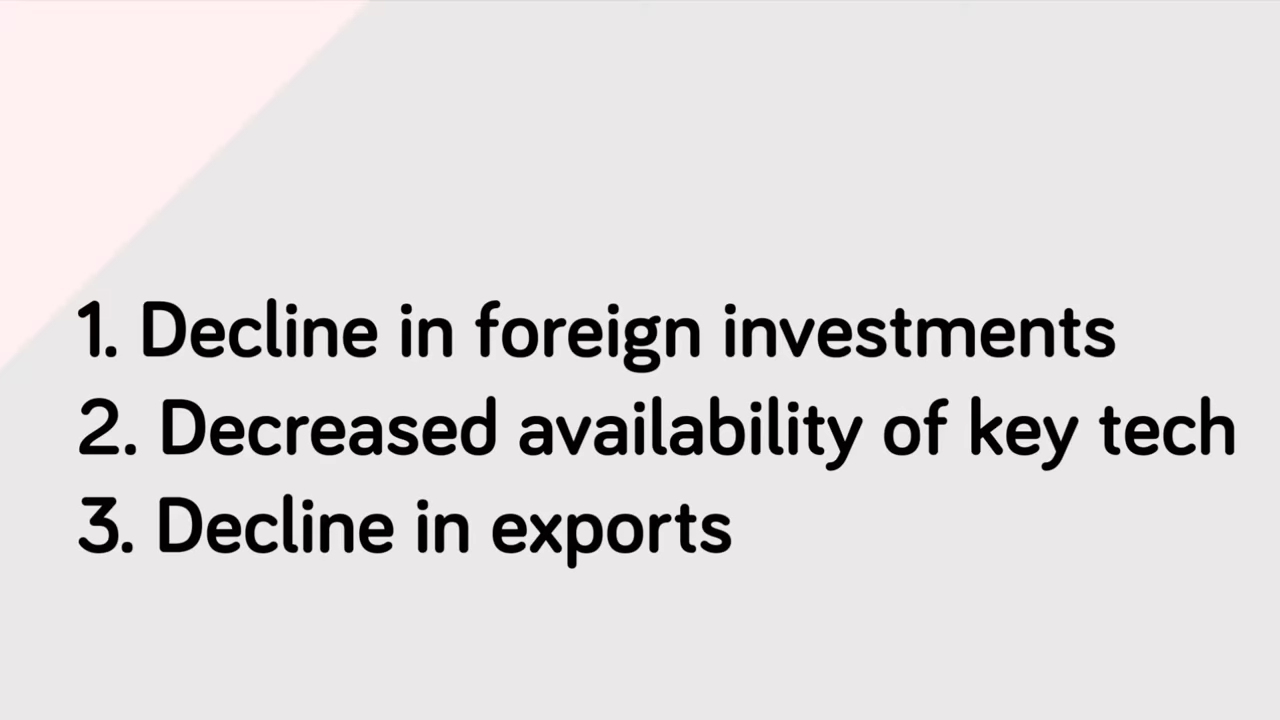 1. Decline in foreign investments
2. Decreased availability of key tech
3. Decline in exports